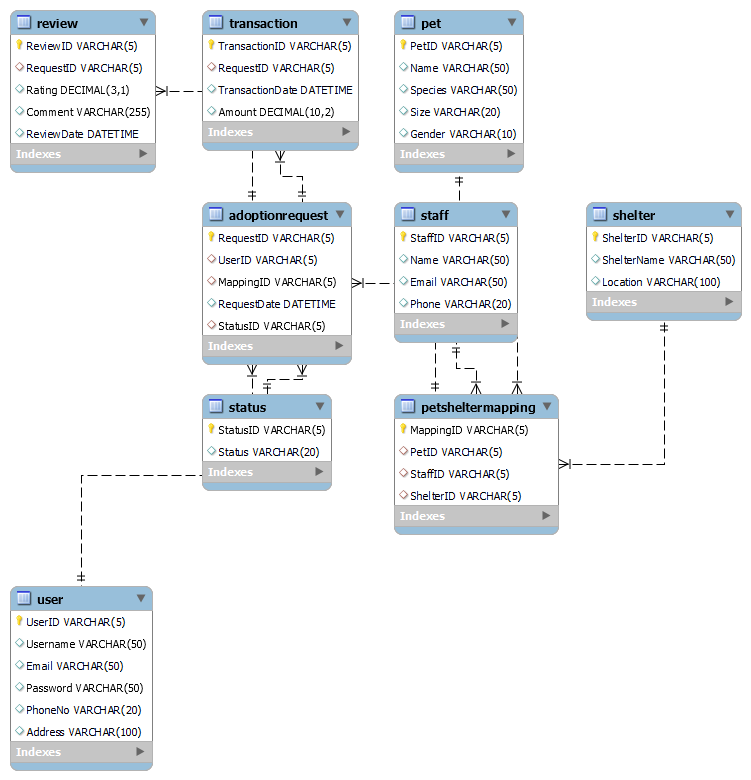 review
ReviewID VARCHAR(5)
RequestID VARCHAR(5)
Rating DECIMAL(3,1)
Comment VARCHAR(255)
ReviewDate DATETIME
Indexes
transaction
TransactionID VARCHAR(5)
RequestID VARCHAR(5)
TransactionDate DATETIME
Amount DECIMAL(10,2)
Indexes
pet
PetID VARCHAR(5)
Name VARCHAR(50)
Species VARCHAR(50)
Size VARCHAR(20)
Gender VARCHAR(10)
Indexes
adoptionrequest
RequestID VARCHAR(5)
UserID VARCHAR(5)
MappingID VARCHAR(5)
RequestDate DATETIME
StatusID VARCHAR(5)
Indexes
staff
StaffID VARCHAR(5)
Name VARCHAR(50)
Email VARCHAR(50)
Phone VARCHAR(20)
Indexes
shelter
ShelterID VARCHAR(5)
ShelterName VARCHAR(50)
Location VARCHAR(100)
Indexes
status
StatusID VARCHAR(5)
Status VARCHAR(20)
Indexes
petsheltermapping
MappingID VARCHAR(5)
PetID VARCHAR(5)
StaffID VARCHAR(5)
ShelterID VARCHAR(5)
Indexes
user
UserID VARCHAR(5)
Username VARCHAR(50)
Email VARCHAR(50)
Password VARCHAR(50)
PhoneNo VARCHAR(20)
Address VARCHAR(100)
Indexes